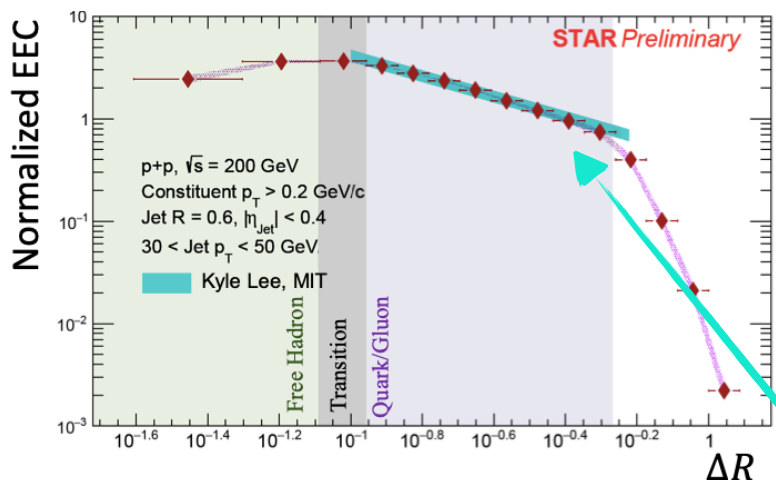 STAR Preliminary
Normalized EEC
10
1
10⁻¹
10⁻²
10⁻³
p+p, √s = 200 GeV
Constituent p_T > 0.2 GeV/c
Jet R = 0.6, |η_Jet| < 0.4
30 < Jet p_T < 50 GeV
Kyle Lee, MIT
Free Hadron
Transition
Quark/Gluon
10⁻¹·⁶ 10⁻¹·⁴ 10⁻¹·² 10⁻¹ 10⁻⁰·⁸ 10⁻⁰·⁶ 10⁻⁰·⁴ 10⁻⁰·² 1
ΔR